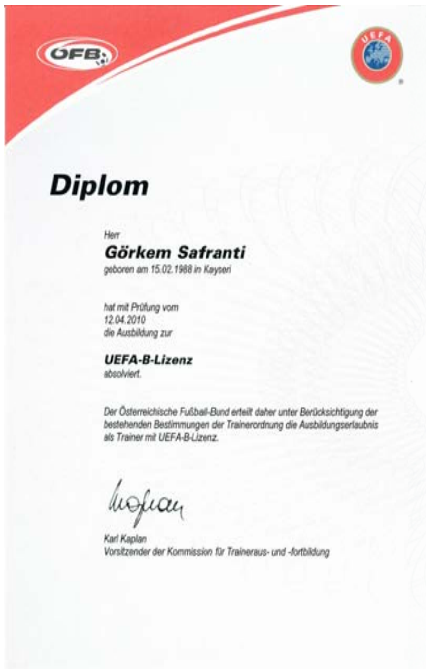 ÖFB
UEFA
®
Diplom
Herr
Görkem Safranti
geboren am 15.02.1988 in Kayseri
hat mit Prüfung vom
12.04.2010
die Ausbildung zur
UEFA-B-Lizenz
absolviert.
Der Österreichische Fußball-Bund erteilt daher unter Berücksichtigung der
bestehenden Bestimmungen der Trainerordnung die Ausbildungserlaubnis
als Trainer mit UEFA-B-Lizenz.
Karl Kaplan
Vorsitzender der Kommission für Traineraus- und -fortbildung